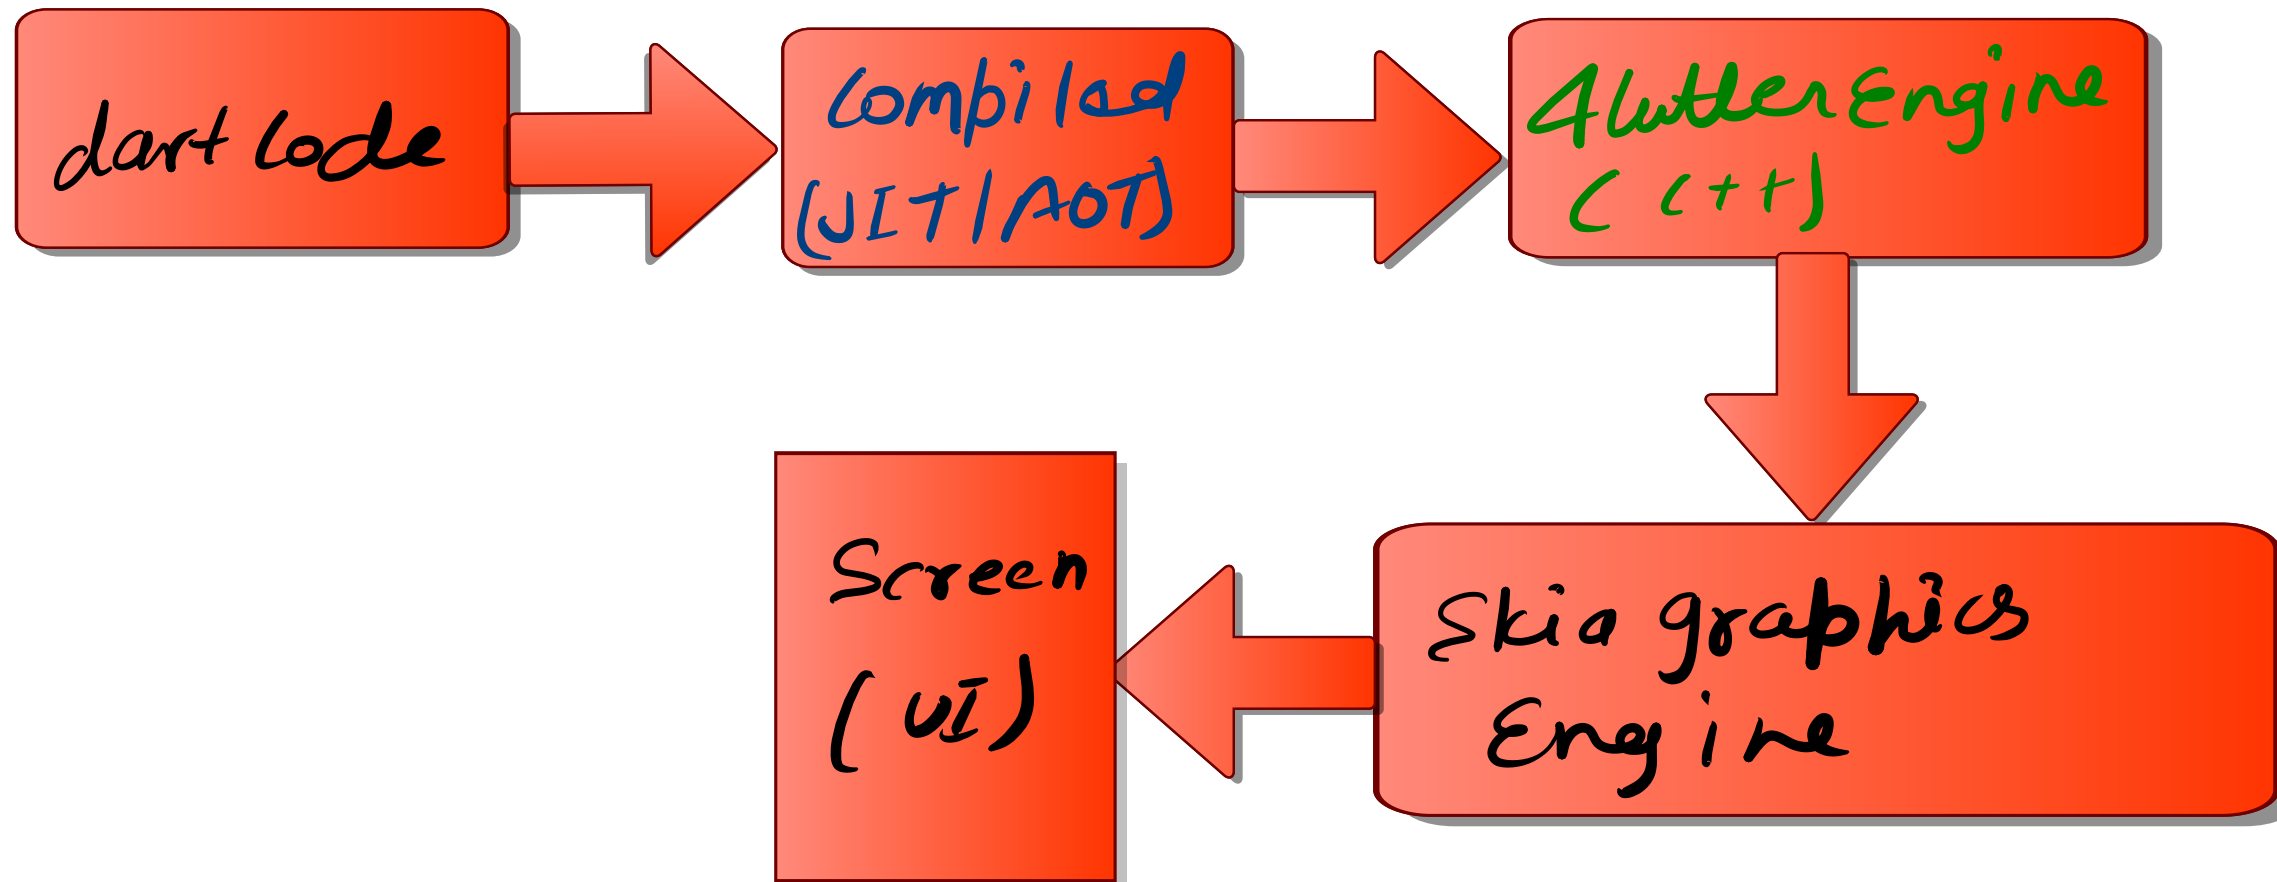 dart code
Compiled
(JIT/AOT)
Flutter Engine
(C++)
Skia graphics
Engine
Screen
(UI)